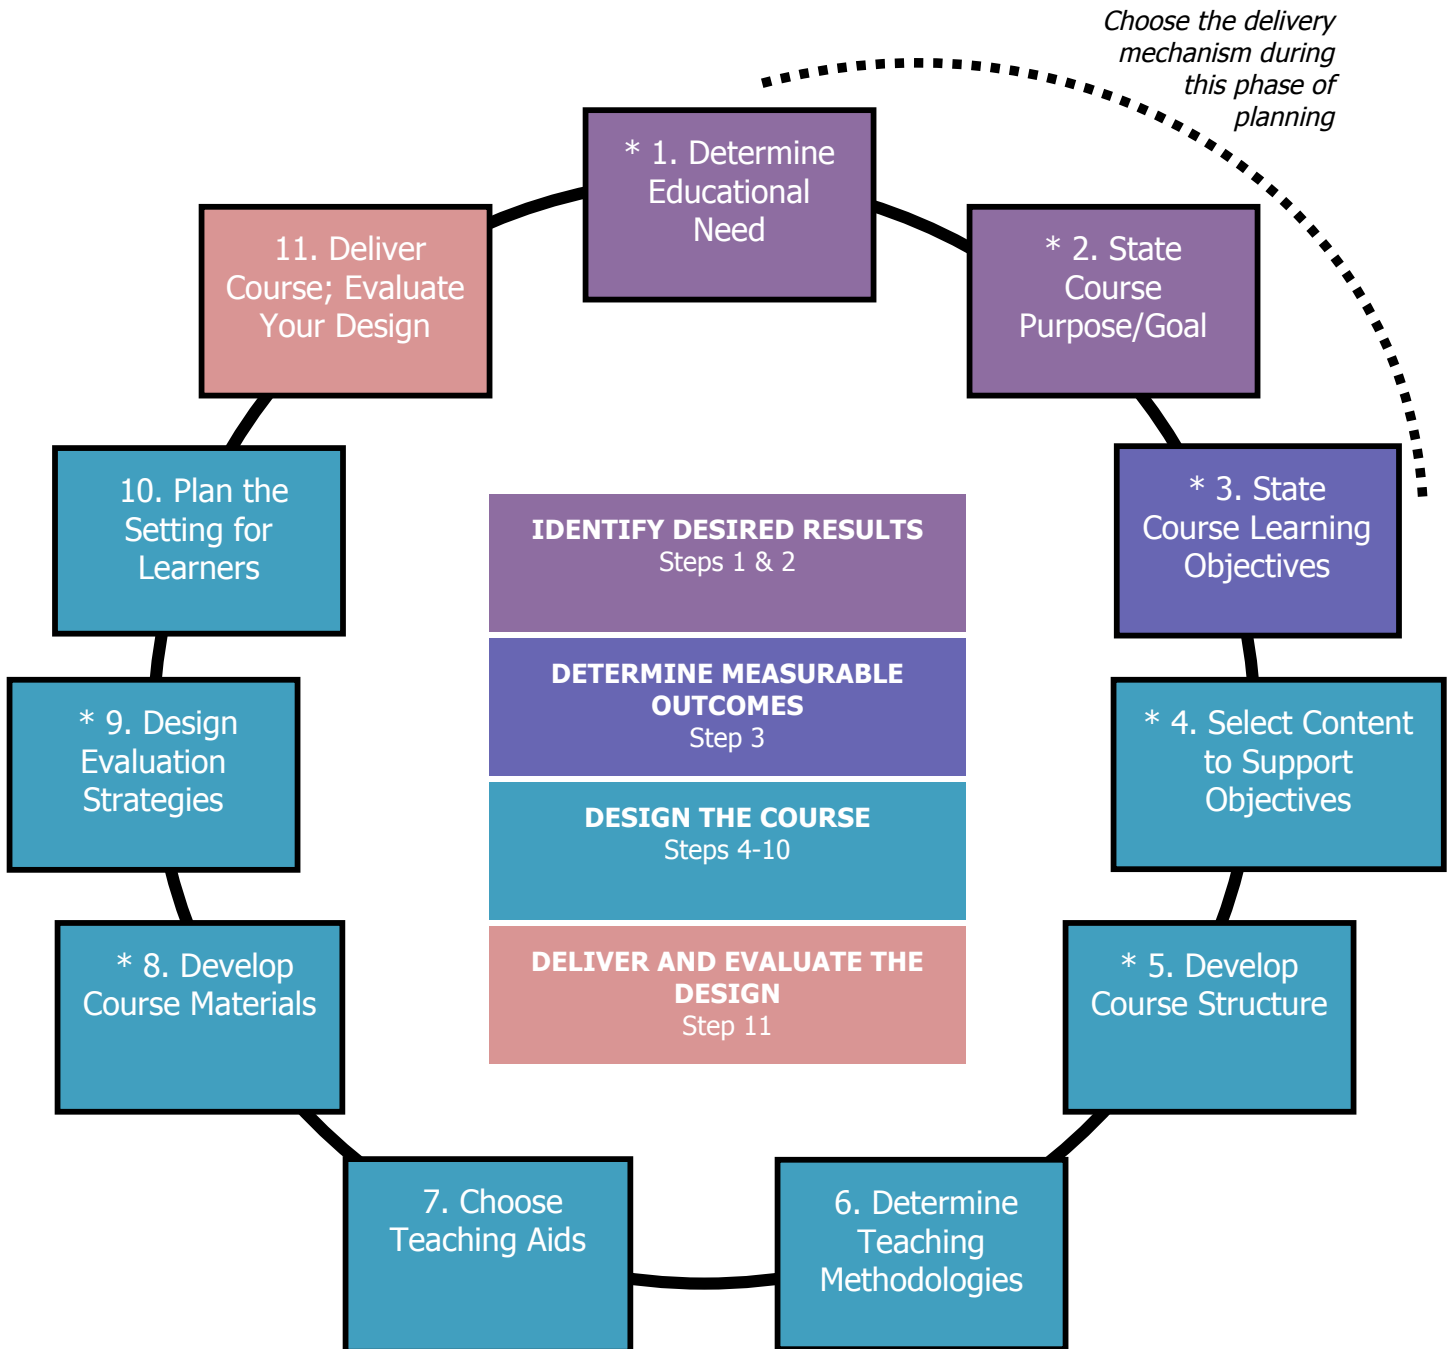 Choose the delivery
mechanism during
this phase of
planning
* 1. Determine
Educational
Need
* 2. State
Course
Purpose/Goal
* 3. State
Course Learning
Objectives
* 4. Select Content
to Support
Objectives
* 5. Develop
Course Structure
6. Determine
Teaching
Methodologies
7. Choose
Teaching Aids
* 8. Develop
Course Materials
* 9. Design
Evaluation
Strategies
10. Plan the
Setting for
Learners
11. Deliver
Course; Evaluate
Your Design
IDENTIFY DESIRED RESULTS
Steps 1 & 2
DETERMINE MEASURABLE
OUTCOMES
Step 3
DESIGN THE COURSE
Steps 4-10
DELIVER AND EVALUATE THE
DESIGN
Step 11